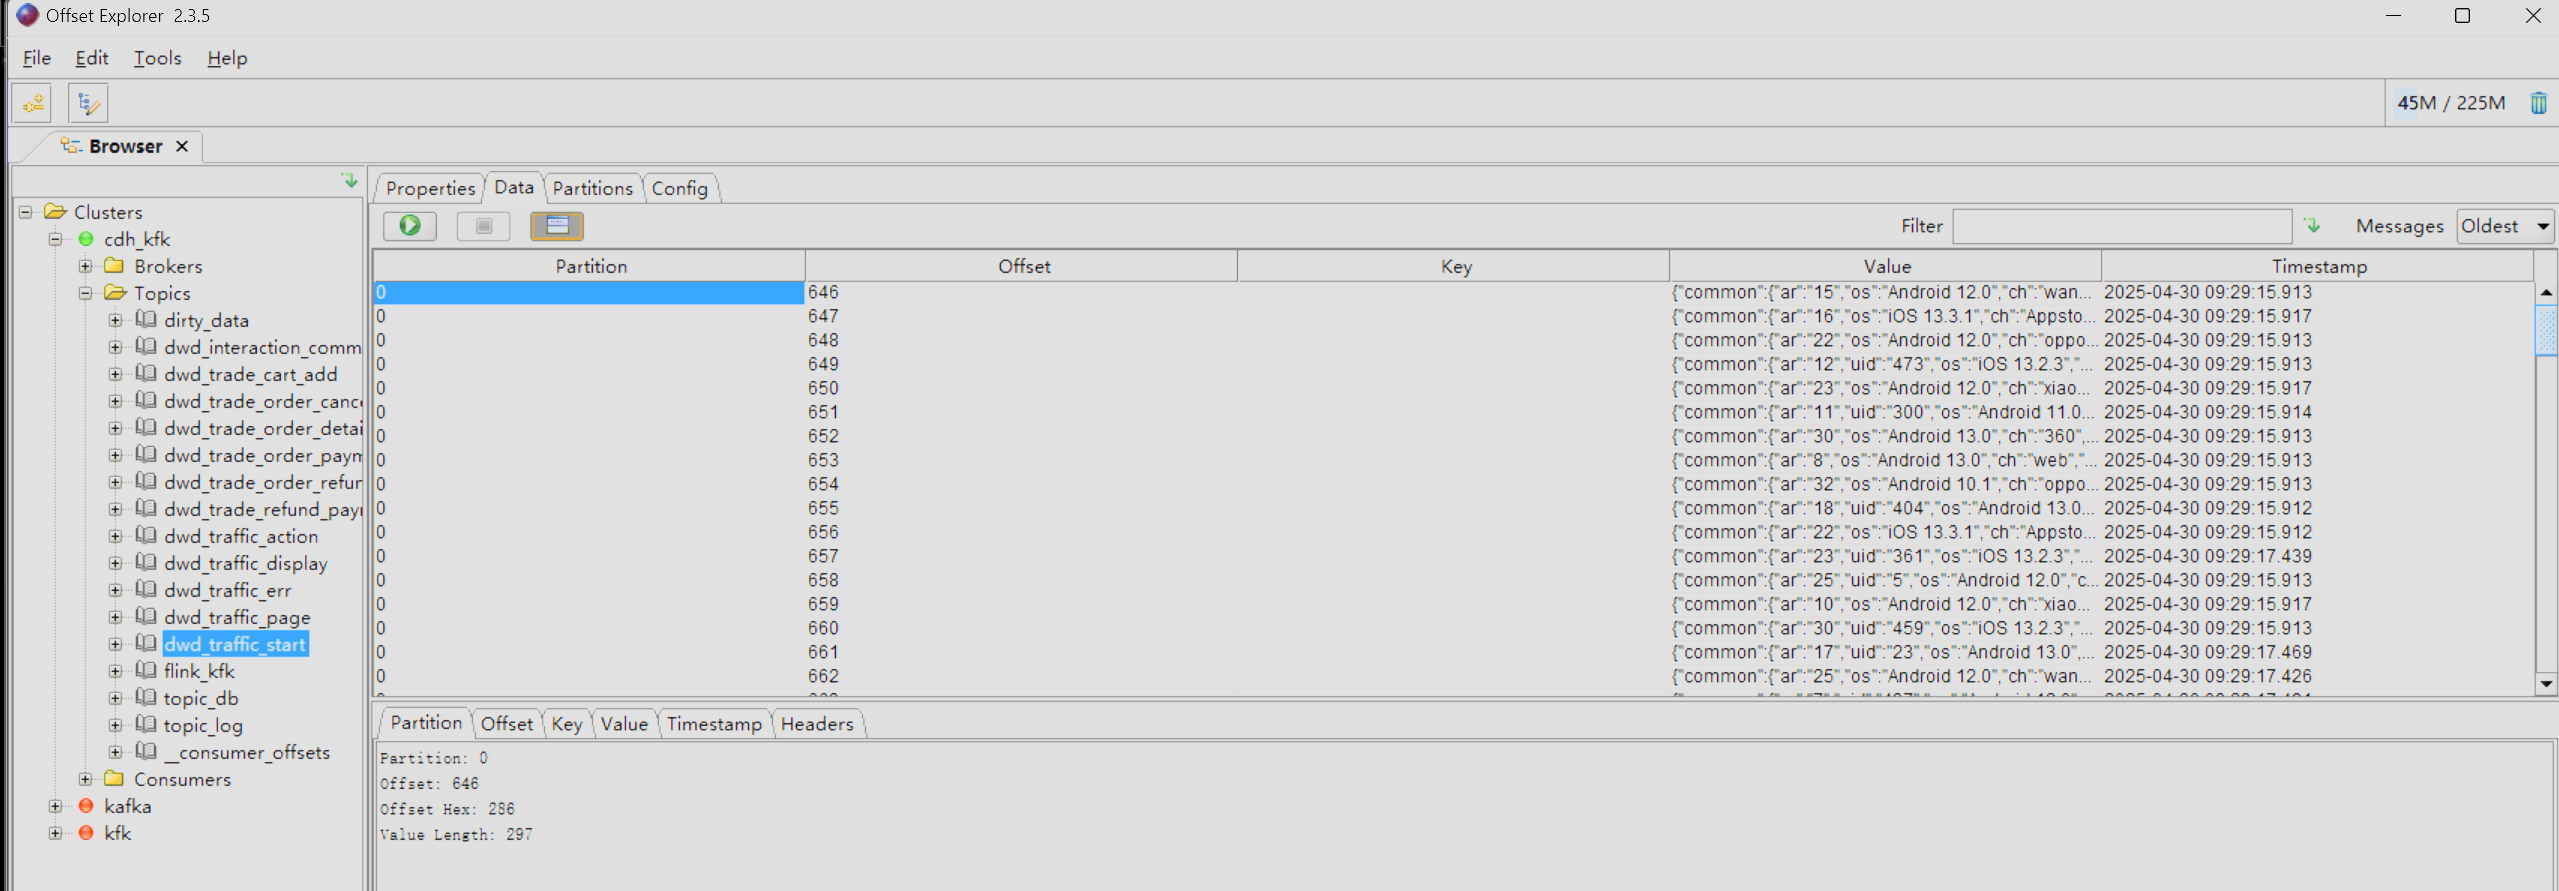 Offset Explorer 2.3.5
File Edit Tools Help
45M / 225M
Browser
Clusters
cdh_kfk
Brokers
Topics
dirty_data
dwd_interaction_comm
dwd_trade_cart_add
dwd_trade_order_cance
dwd_trade_order_detai
dwd_trade_order_paym
dwd_trade_order_refun
dwd_trade_refund_payı
dwd_traffic_action
dwd_traffic_display
dwd_traffic_err
dwd_traffic_page
dwd_traffic_start
flink_kfk
topic_db
topic_log
__consumer_offsets
Consumers
kafka
kfk
Properties Data Partitions Config
Filter Messages Oldest
Partition Offset Key Value Timestamp
0 646 {"common":{"ar":"15","os":"Android 12.0","ch":"wan... 2025-04-30 09:29:15.913
0 647 {"common":{"ar":"16","os":"iOS 13.3.1","ch":"Appsto... 2025-04-30 09:29:15.917
0 648 {"common":{"ar":"22","os":"Android 12.0","ch":"oppo... 2025-04-30 09:29:15.913
0 649 {"common":{"ar":"12","uid":"473","os":"iOS 13.2.3","... 2025-04-30 09:29:15.913
0 650 {"common":{"ar":"23","os":"Android 12.0","ch":"xiao... 2025-04-30 09:29:15.917
0 651 {"common":{"ar":"11","uid":"300","os":"Android 11.0... 2025-04-30 09:29:15.914
0 652 {"common":{"ar":"30","os":"Android 13.0","ch":"360",... 2025-04-30 09:29:15.913
0 653 {"common":{"ar":"8","os":"Android 13.0","ch":"web","... 2025-04-30 09:29:15.913
0 654 {"common":{"ar":"32","os":"Android 10.1","ch":"oppo... 2025-04-30 09:29:15.913
0 655 {"common":{"ar":"18","uid":"404","os":"Android 13.0... 2025-04-30 09:29:15.912
0 656 {"common":{"ar":"22","os":"iOS 13.3.1","ch":"Appsto... 2025-04-30 09:29:15.912
0 657 {"common":{"ar":"23","uid":"361","os":"iOS 13.2.3","... 2025-04-30 09:29:17.439
0 658 {"common":{"ar":"25","uid":"5","os":"Android 12.0","c... 2025-04-30 09:29:15.913
0 659 {"common":{"ar":"10","os":"Android 12.0","ch":"xiao... 2025-04-30 09:29:15.917
0 660 {"common":{"ar":"30","uid":"459","os":"iOS 13.2.3","... 2025-04-30 09:29:15.913
0 661 {"common":{"ar":"17","uid":"23","os":"Android 13.0",... 2025-04-30 09:29:17.469
0 662 {"common":{"ar":"25","os":"Android 12.0","ch":"wan... 2025-04-30 09:29:17.426
Partition Offset Key Value Timestamp Headers
Partition: 0
Offset: 646
Offset Hex: 286
Value Length: 297